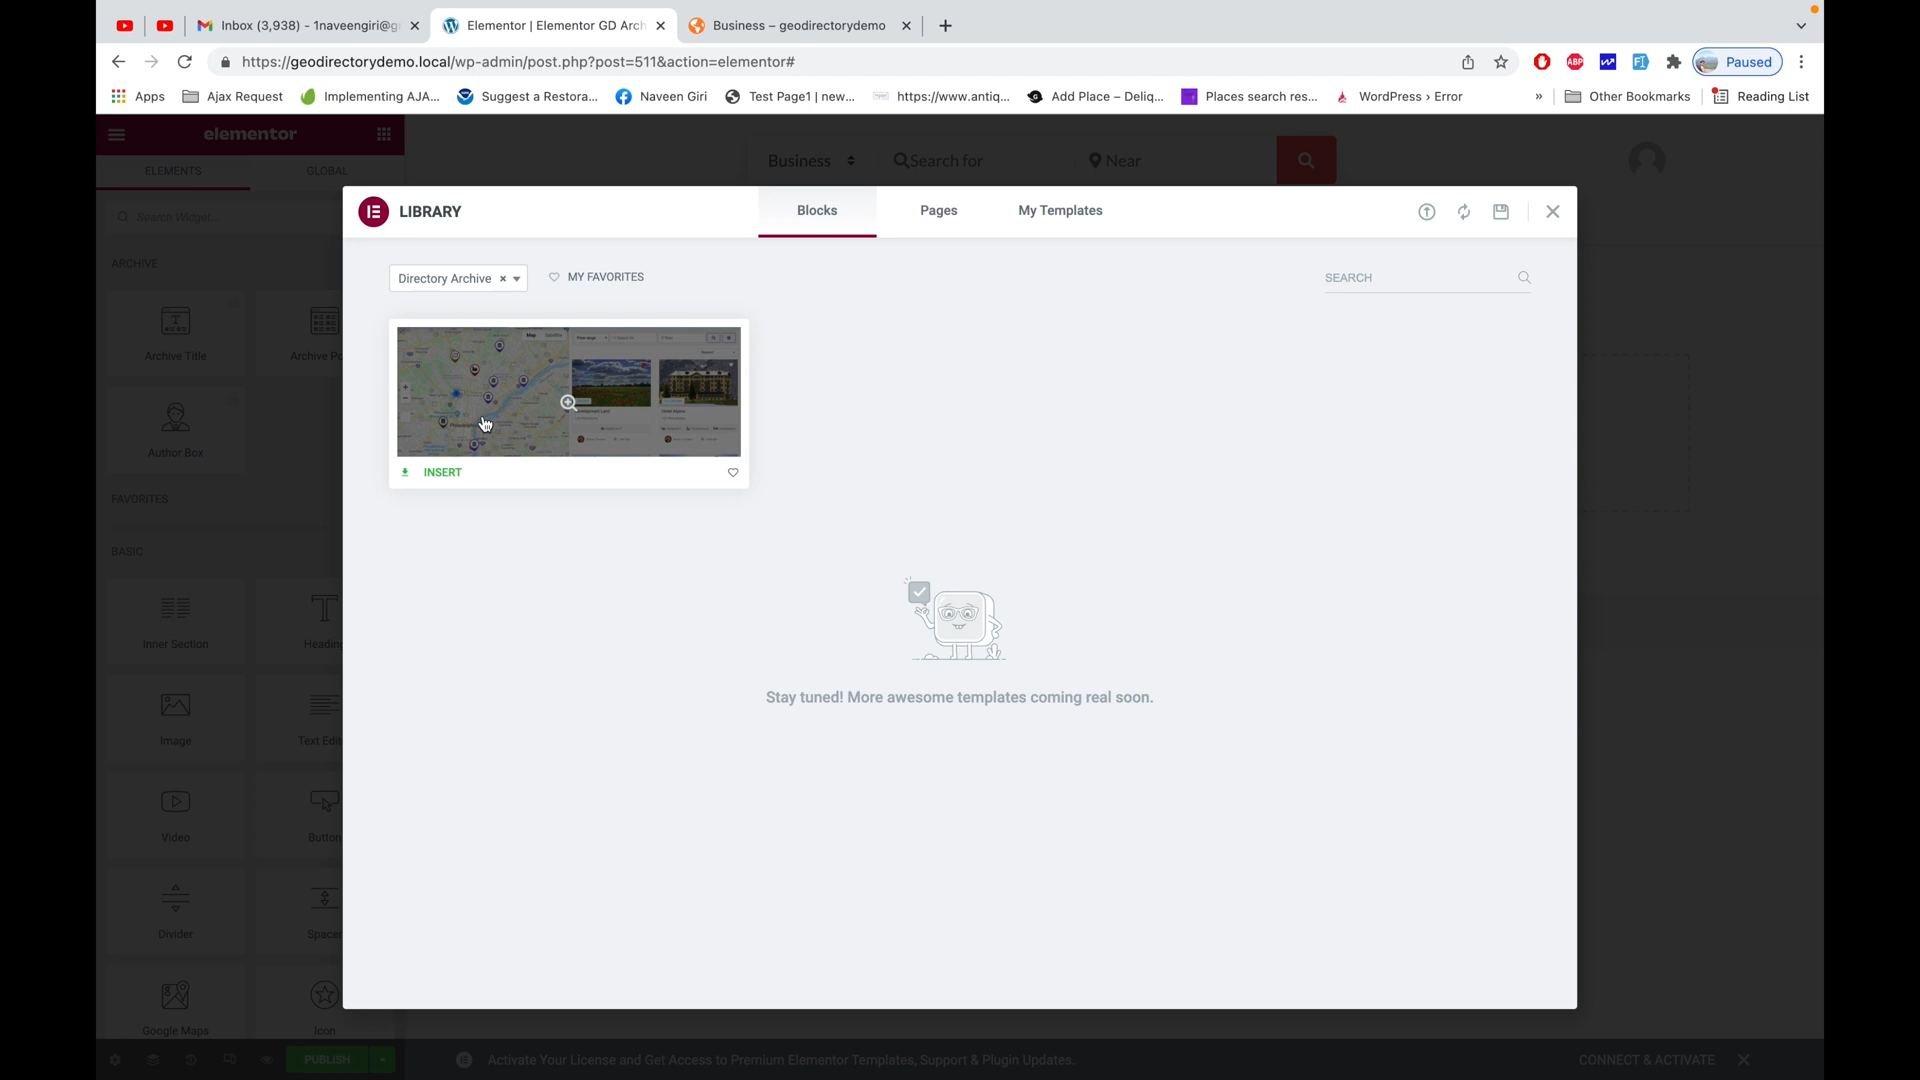 Inbox (3,938) - 1naveengiri@g
Elementor | Elementor GD Arch
Business – geodirectorydemo
https://geodirectorydemo.local/wp-admin/post.php?post=511&action=elementor#
Paused
Apps
Ajax Request
Implementing AJA...
Suggest a Restora...
Naveen Giri
Test Page1 | new...
https://www.antiq...
Add Place – Deliq...
Places search res...
WordPress › Error
»
Other Bookmarks
Reading List
elementor
ELEMENTS
GLOBAL
Business
Search for
Near
Search Widget...
LIBRARY
Blocks
Pages
My Templates
Directory Archive ×
MY FAVORITES
SEARCH
ARCHIVE
Archive Title
Archive Po
Author Box
Map
INSERT
FAVORITES
BASIC
Inner Section
Heading
Image
Text Edit
Video
Button
Divider
Spacer
Google Maps
Icon
Stay tuned! More awesome templates coming real soon.
PUBLISH
Activate Your License and Get Access to Premium Elementor Templates, Support & Plugin Updates.
CONNECT & ACTIVATE